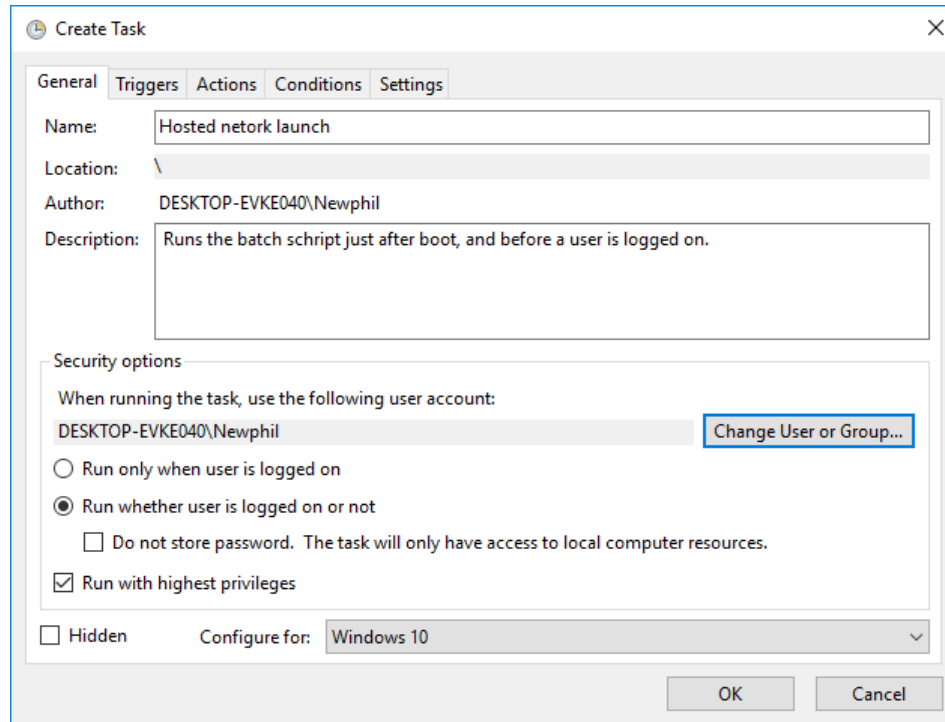 Create Task
General Triggers Actions Conditions Settings
Name: Hosted netork launch
Location: \
Author: DESKTOP-EVKE040\Newphil
Description: Runs the batch schript just after boot, and before a user is logged on.
Security options
When running the task, use the following user account:
DESKTOP-EVKE040\Newphil Change User or Group...
Run only when user is logged on
Run whether user is logged on or not
Do not store password. The task will only have access to local computer resources.
Run with highest privileges
Hidden Configure for: Windows 10
OK Cancel